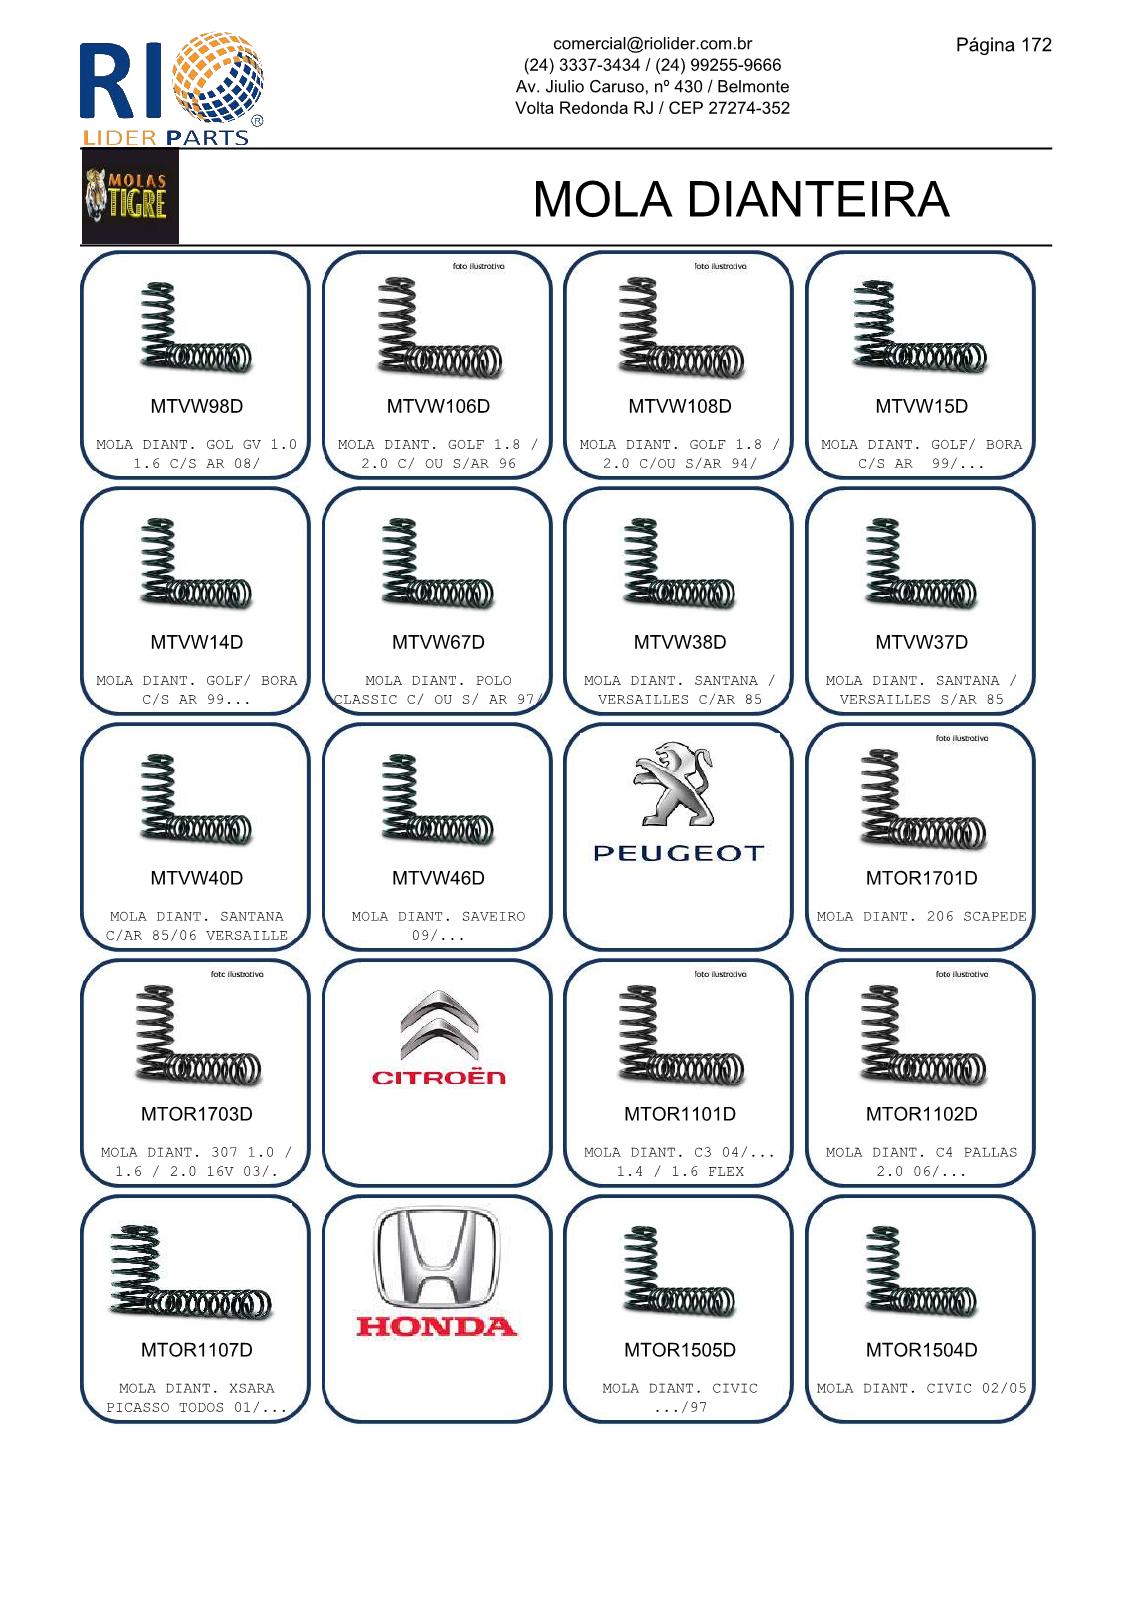 RIO
LIDER PARTS
®
comercial@riolider.com.br
(24) 3337-3434 / (24) 99255-9666
Av. Jiulio Caruso, nº 430 / Belmonte
Volta Redonda RJ / CEP 27274-352
Página 172
MOLAS
TIGRE
MOLA DIANTEIRA
MTVW98D
MOLA DIANT. GOL GV 1.0
1.6 C/S AR 08/
foto ilustrativa
MTVW106D
MOLA DIANT. GOLF 1.8 /
2.0 C/ OU S/AR 96
foto ilustrativa
MTVW108D
MOLA DIANT. GOLF 1.8 /
2.0 C/OU S/AR 94/
MTVW15D
MOLA DIANT. GOLF/ BORA
C/S AR  99/...
MTVW14D
MOLA DIANT. GOLF/ BORA
C/S AR 99...
MTVW67D
MOLA DIANT. POLO
CLASSIC C/ OU S/ AR 97/
MTVW38D
MOLA DIANT. SANTANA /
VERSAILLES C/AR 85
MTVW37D
MOLA DIANT. SANTANA /
VERSAILLES S/AR 85
MTVW40D
MOLA DIANT. SANTANA
C/AR 85/06 VERSAILLE
MTVW46D
MOLA DIANT. SAVEIRO
09/...
PEUGEOT
foto ilustrativa
MTOR1701D
MOLA DIANT. 206 SCAPEDE
foto ilustrativa
MTOR1703D
MOLA DIANT. 307 1.0 /
1.6 / 2.0 16V 03/.
CITROËN
foto ilustrativa
MTOR1101D
MOLA DIANT. C3 04/...
1.4 / 1.6 FLEX
foto ilustrativa
MTOR1102D
MOLA DIANT. C4 PALLAS
2.0 06/...
MTOR1107D
MOLA DIANT. XSARA
PICASSO TODOS 01/...
HONDA
MTOR1505D
MOLA DIANT. CIVIC
.../97
MTOR1504D
MOLA DIANT. CIVIC 02/05